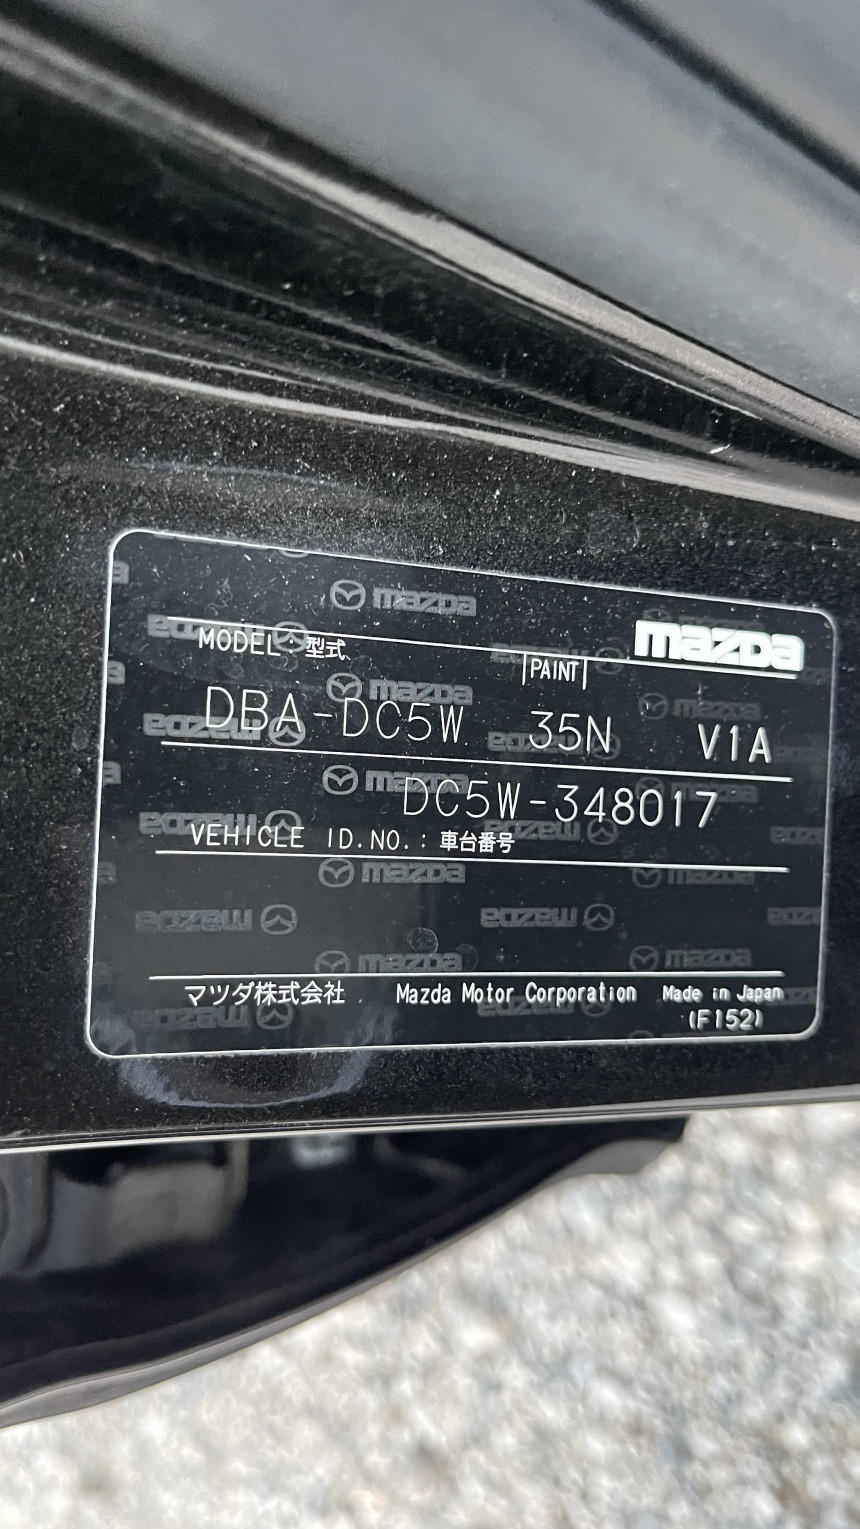 mazda
MODEL:型式
PAINT
DBA-DC5W 35N V1A
DC5W-348017
VEHICLE ID.NO.:車台番号
マツダ株式会社 Mazda Motor Corporation Made in Japan
(F152)